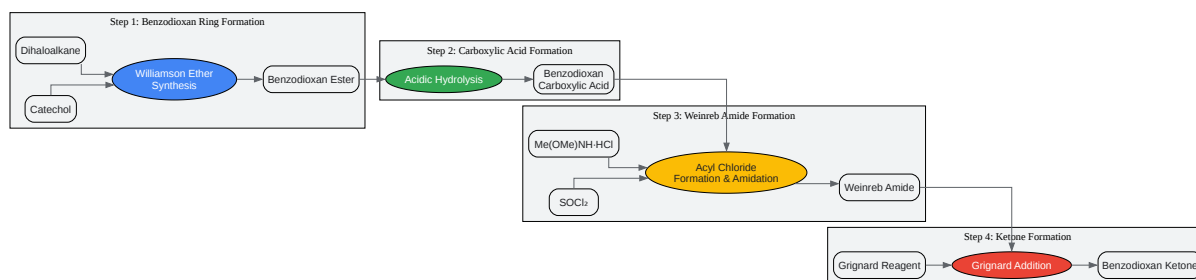 Step 1: Benzodioxan Ring Formation
Dihaloalkane
Catechol
Williamson Ether
Synthesis
Benzodioxan Ester
Step 2: Carboxylic Acid Formation
Acidic Hydrolysis
Benzodioxan
Carboxylic Acid
Step 3: Weinreb Amide Formation
Me(OMe)NH·HCl
SOCl₂
Acyl Chloride
Formation & Amidation
Weinreb Amide
Step 4: Ketone Formation
Grignard Reagent
Grignard Addition
Benzodioxan Ketone